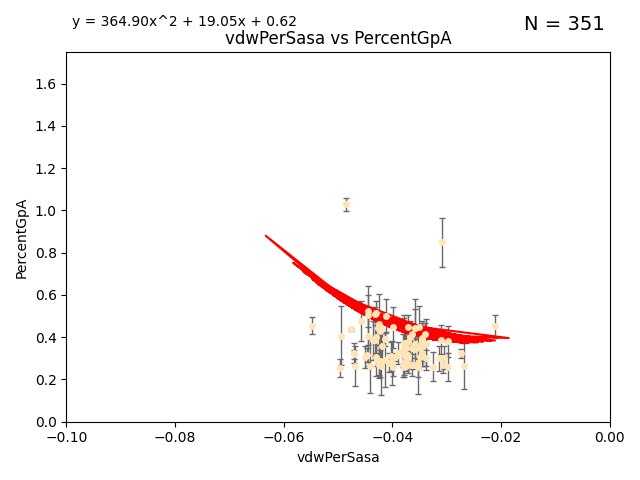 y = 364.90x^2 + 19.05x + 0.62
N = 351
vdwPerSasa vs PercentGpA
PercentGpA
1.6
1.4
1.2
1.0
0.8
0.6
0.4
0.2
0.0
−0.10 −0.08 −0.06 −0.04 −0.02 0.00
vdwPerSasa